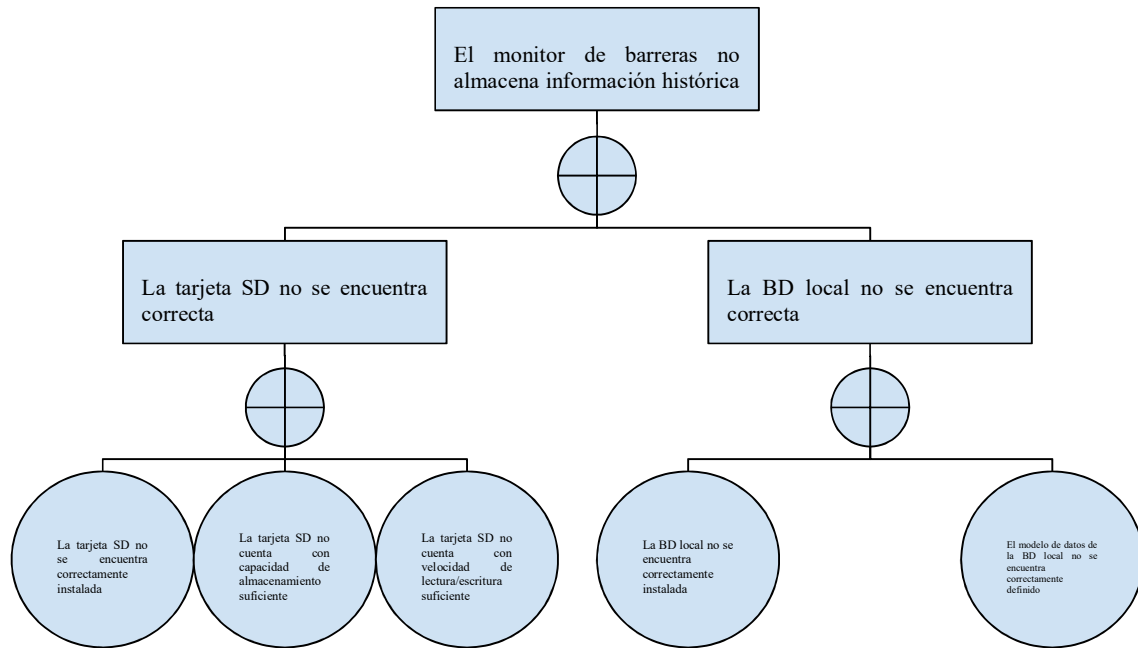 El monitor de barreras no
almacena información histórica
La tarjeta SD no se encuentra
correcta
La BD local no se encuentra
correcta
La tarjeta SD no
se encuentra
correctamente
instalada
La tarjeta SD no
cuenta con
capacidad de
almacenamiento
suficiente
La tarjeta SD no
cuenta con
velocidad de
lectura/escritura
suficiente
La BD local no se
encuentra
correctamente
instalada
El modelo de datos de
la BD local no se
encuentra
correctamente
definido